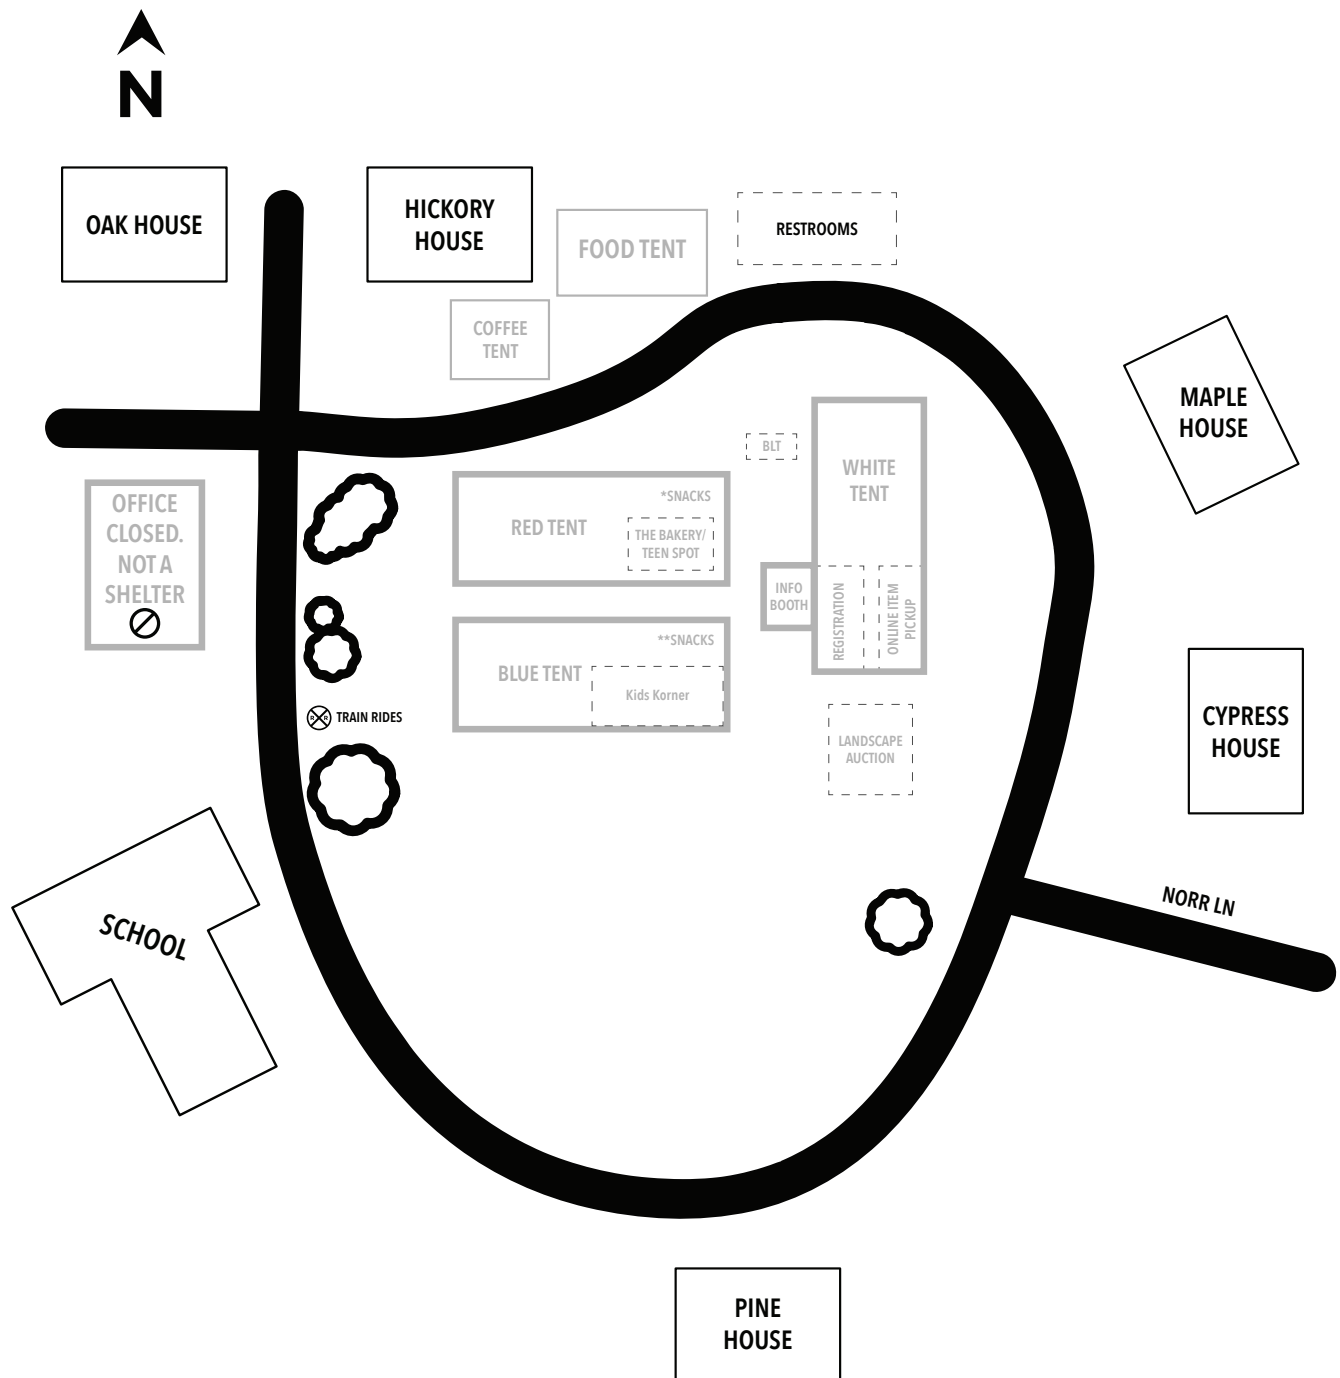 N
OAK HOUSE
HICKORY
HOUSE
FOOD TENT
RESTROOMS
COFFEE
TENT
MAPLE
HOUSE
BLT
WHITE
TENT
OFFICE
CLOSED.
NOT A
SHELTER
*SNACKS
RED TENT
THE BAKERY/
TEEN SPOT
INFO
BOOTH
REGISTRATION
ONLINE ITEM
PICKUP
**SNACKS
BLUE TENT
Kids Korner
R R
TRAIN RIDES
LANDSCAPE
AUCTION
CYPRESS
HOUSE
NORR LN
SCHOOL
PINE
HOUSE